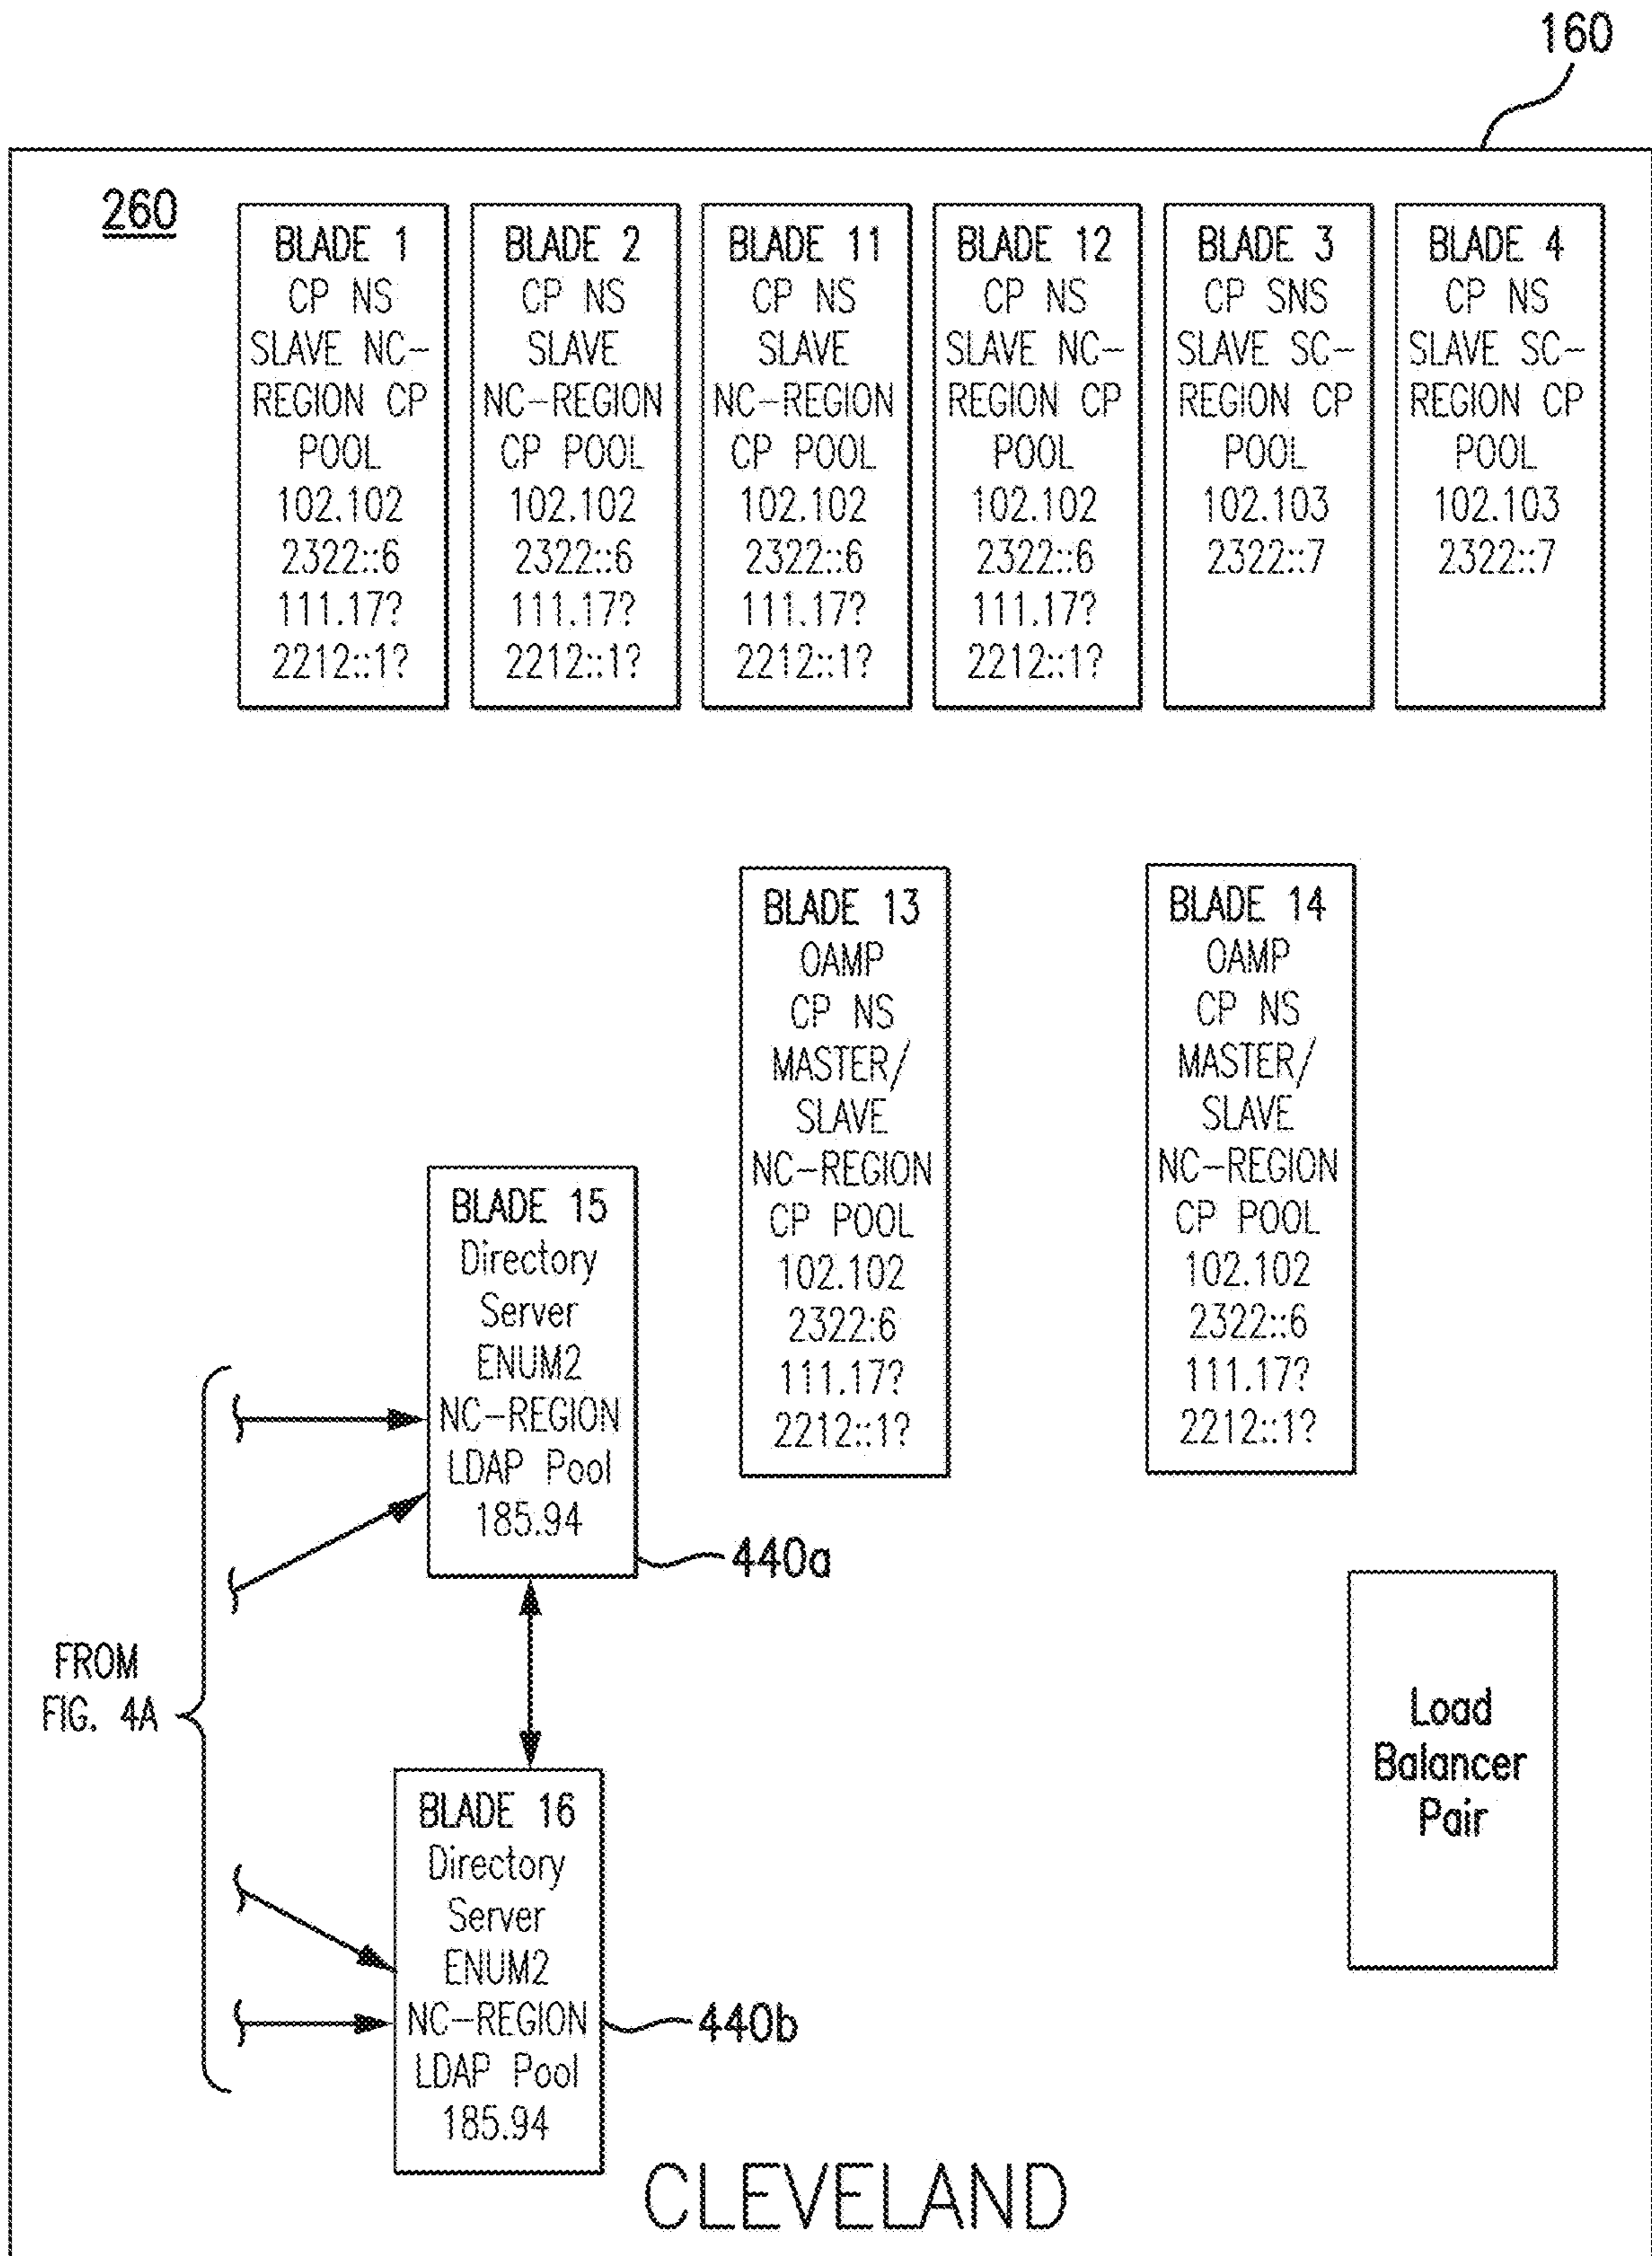 160
260
BLADE 1
CP NS
SLAVE NC-
REGION CP
POOL
102.102
2322::6
111.17?
2212::1?
BLADE 2
CP NS
SLAVE
NC-REGION
CP POOL
102.102
2322::6
111.17?
2212::1?
BLADE 11
CP NS
SLAVE
NC-REGION
CP POOL
102.102
2322::6
111.17?
2212::1?
BLADE 12
CP NS
SLAVE NC-
REGION CP
POOL
102.102
2322::6
111.17?
2212::1?
BLADE 3
CP SNS
SLAVE SC-
REGION CP
POOL
102.103
2322::7
BLADE 4
CP NS
SLAVE SC-
REGION CP
POOL
102.103
2322::7
BLADE 13
OAMP
CP NS
MASTER/
SLAVE
NC-REGION
CP POOL
102.102
2322:6
111.17?
2212::1?
BLADE 14
OAMP
CP NS
MASTER/
SLAVE
NC-REGION
CP POOL
102.102
2322::6
111.17?
2212::1?
BLADE 15
Directory
Server
ENUM2
NC-REGION
LDAP Pool
185.94
440a
FROM
FIG. 4A
Load
Balancer
Pair
BLADE 16
Directory
Server
ENUM2
NC-REGION
LDAP Pool
185.94
440b
CLEVELAND